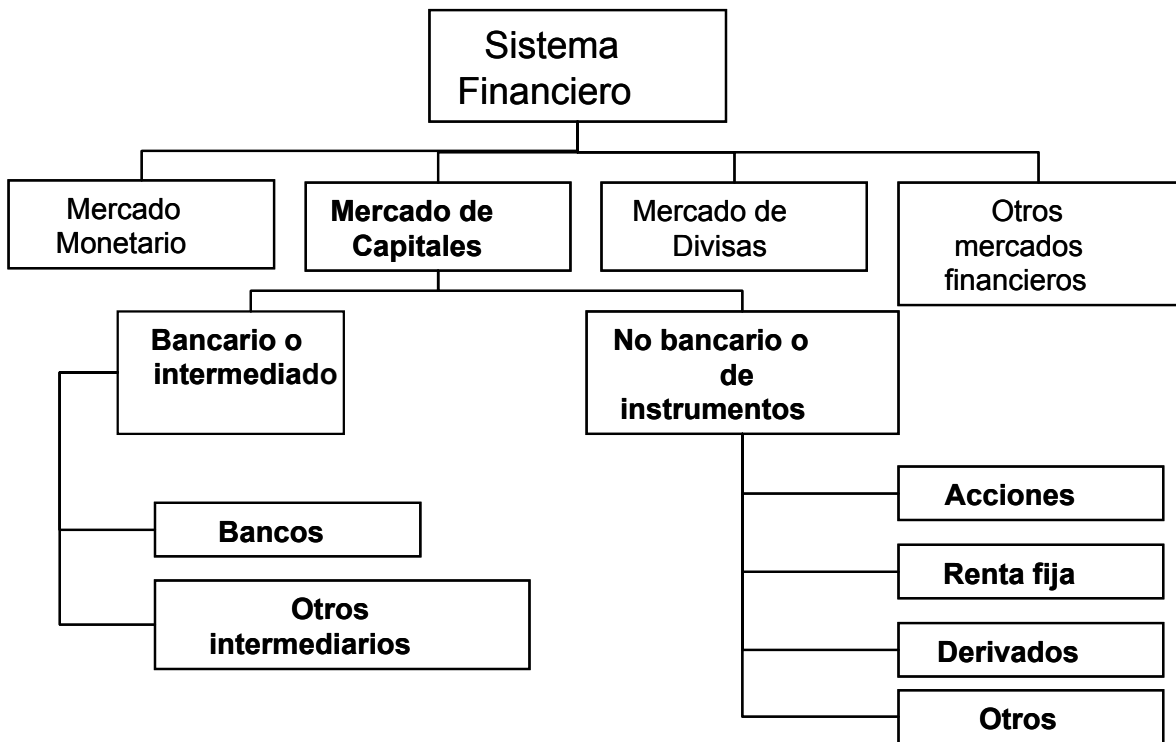 Sistema
Financiero
Mercado
Monetario
Mercado de
Capitales
Mercado de
Divisas
Otros
mercados
financieros
Bancario o
intermediado
No bancario o
de
instrumentos
Bancos
Otros
intermediarios
Acciones
Renta fija
Derivados
Otros